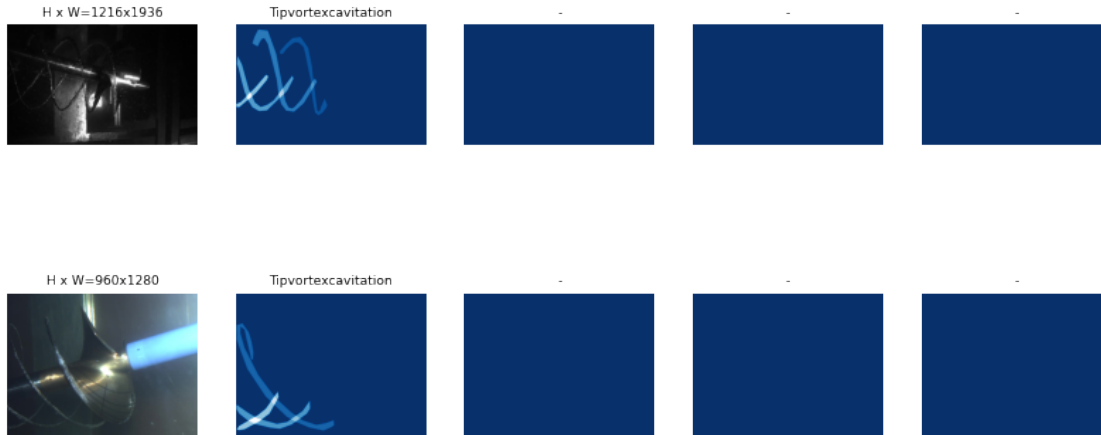 H x W=1216x1936 Tipvortexcavitation - - -
H x W=960x1280 Tipvortexcavitation - - -